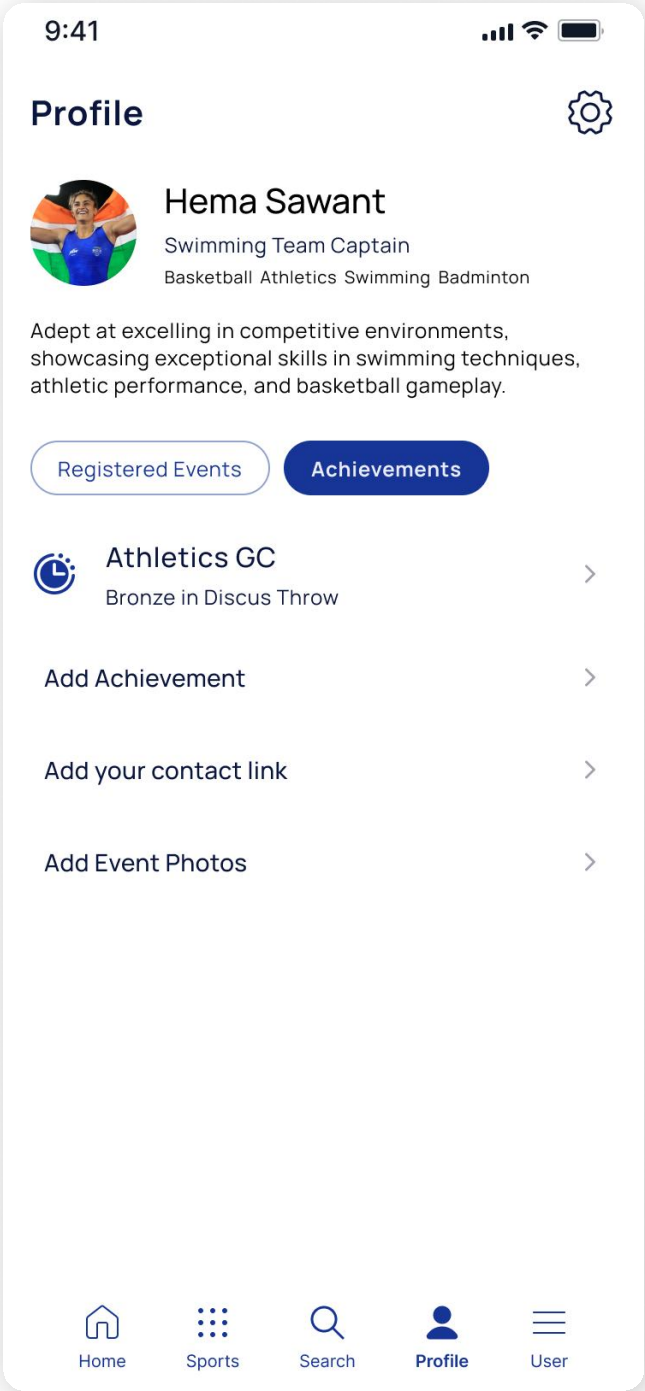 9:41
Profile
Hema Sawant
Swimming Team Captain
Basketball Athletics Swimming Badminton
Adept at excelling in competitive environments,
showcasing exceptional skills in swimming techniques,
athletic performance, and basketball gameplay.
Registered Events Achievements
Athletics GC
Bronze in Discus Throw
Add Achievement
Add your contact link
Add Event Photos
Home Sports Search Profile User